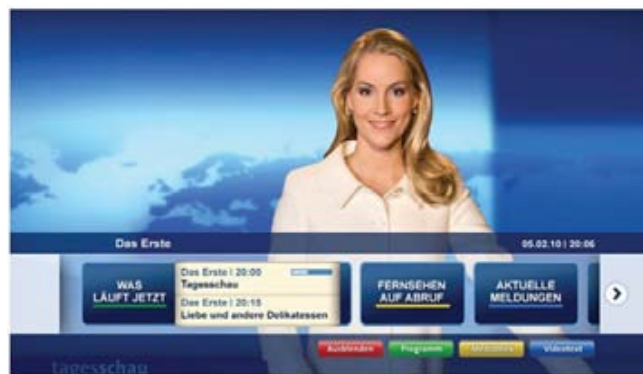 Das Erste
05.02.10 | 20:06
WAS
LÄUFT JETZT
Das Erste | 20:00
Tagesschau
Das Erste | 20:15
Liebe und andere Delikatessen
FERNSEHEN
AUF ABRUF
AKTUELLE
MELDUNGEN
Ausblenden
Programm
Mediathek
Videotext
tagesschau